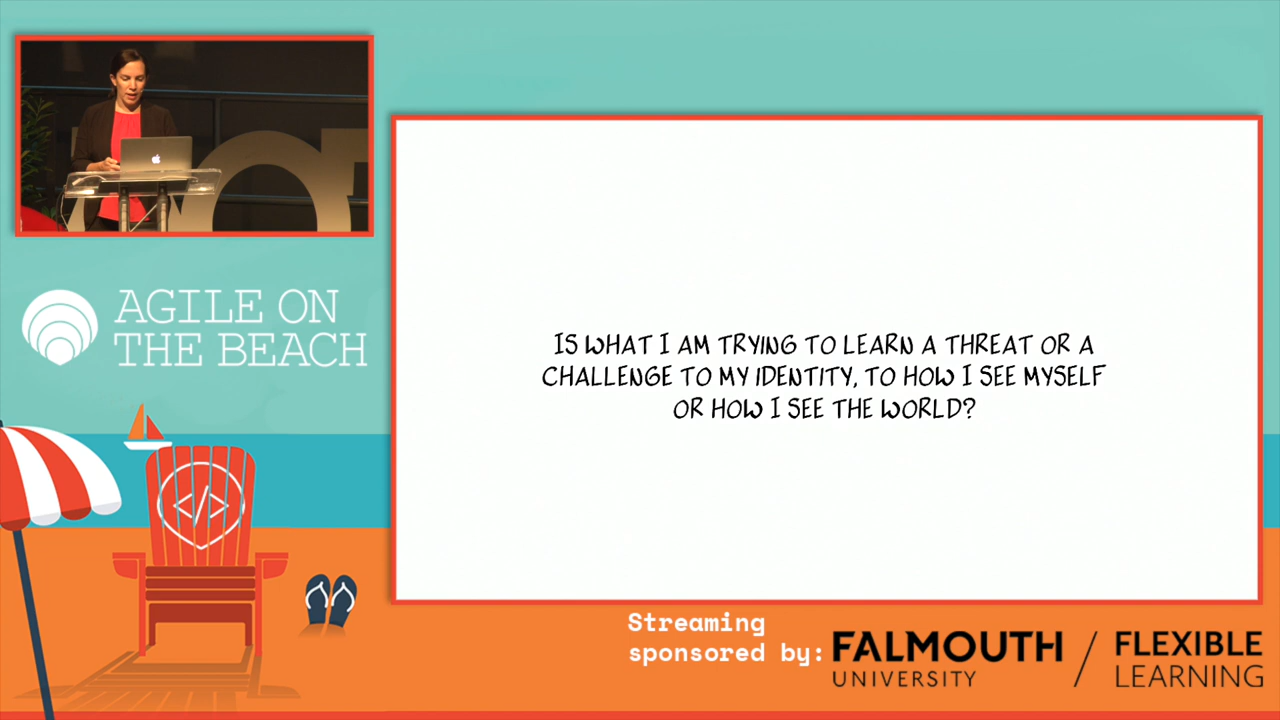 AGILE ON
THE BEACH
</>
IS WHAT I AM TRYING TO LEARN A THREAT OR A
CHALLENGE TO MY IDENTITY, TO HOW I SEE MYSELF
OR HOW I SEE THE WORLD?
Streaming
sponsored by:
FALMOUTH
UNIVERSITY
/
FLEXIBLE
LEARNING